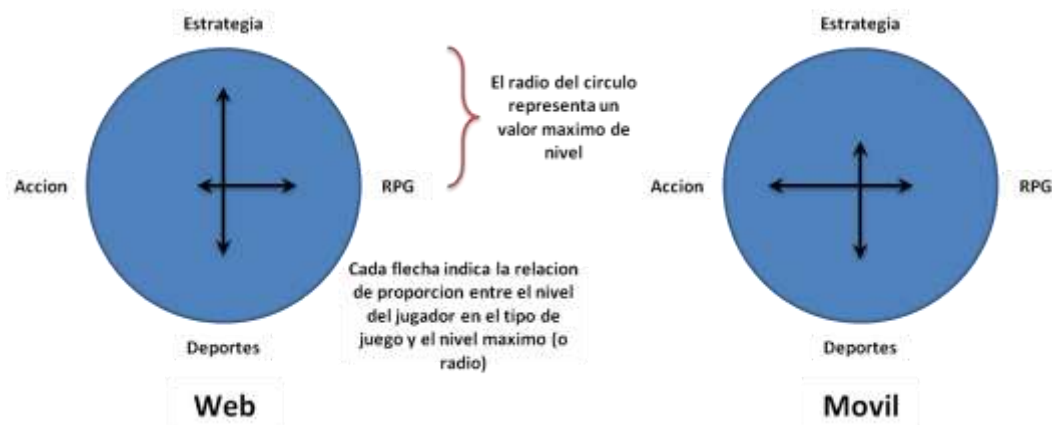 Estrategia
Accion
RPG
Deportes
Web
El radio del circulo
representa un
valor maximo de
nivel
Cada flecha indica la relacion
de proporcion entre el nivel
del jugador en el tipo de
juego y el nivel maximo (o
radio)
Estrategia
Accion
RPG
Deportes
Movil